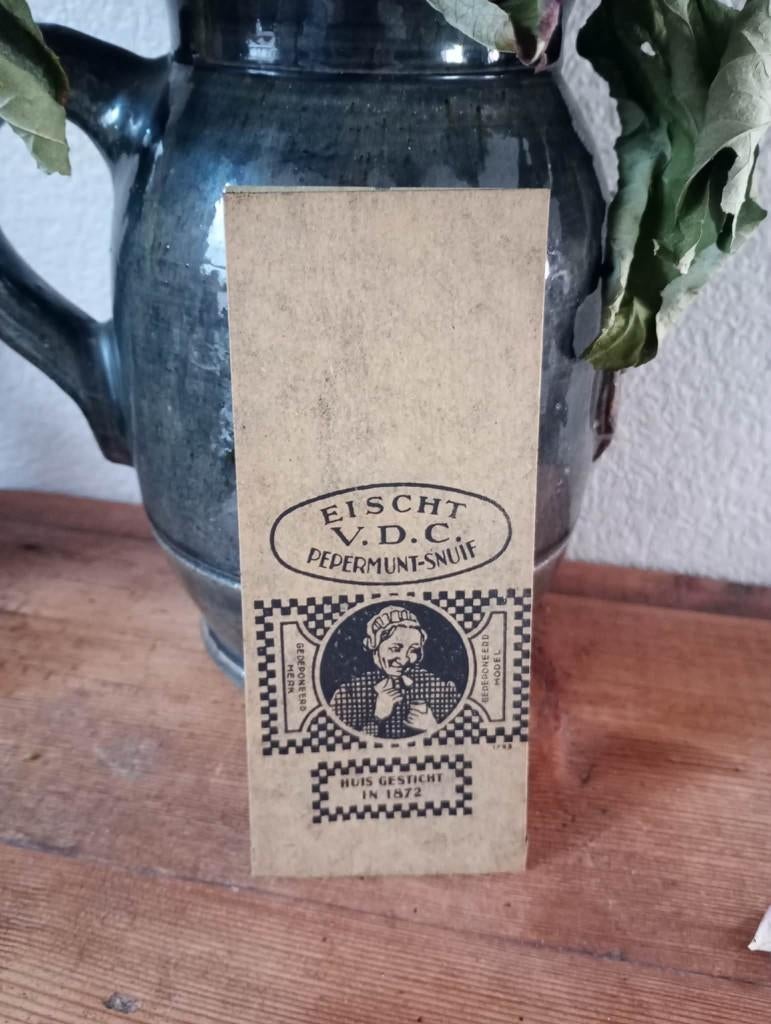 EISCHT
V.D.C.
PEPERMUNT-SNUIF
GEDEPONEERD
MERK
GEDEPONEERD
MODEL
HUIS GESTICHT
IN 1872